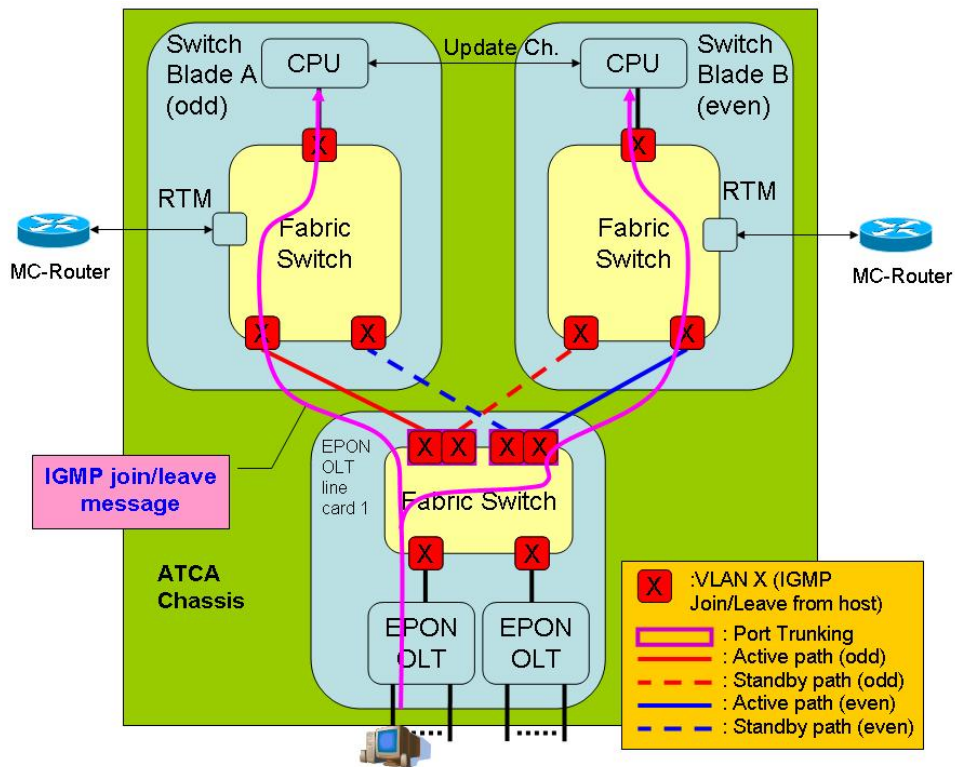 Switch
Blade A
(odd)
CPU
Update Ch.
CPU
Switch
Blade B
(even)
X
X
RTM
Fabric
Switch
Fabric
Switch
RTM
MC-Router
MC-Router
X
X
X
X
IGMP join/leave
message
EPON
OLT
line
card 1
X
X
X
X
Fabric Switch
X
X
ATCA
Chassis
EPON
OLT
EPON
OLT
X
:VLAN X (IGMP
Join/Leave from host)
: Port Trunking
: Active path (odd)
: Standby path (odd)
: Active path (even)
: Standby path (even)